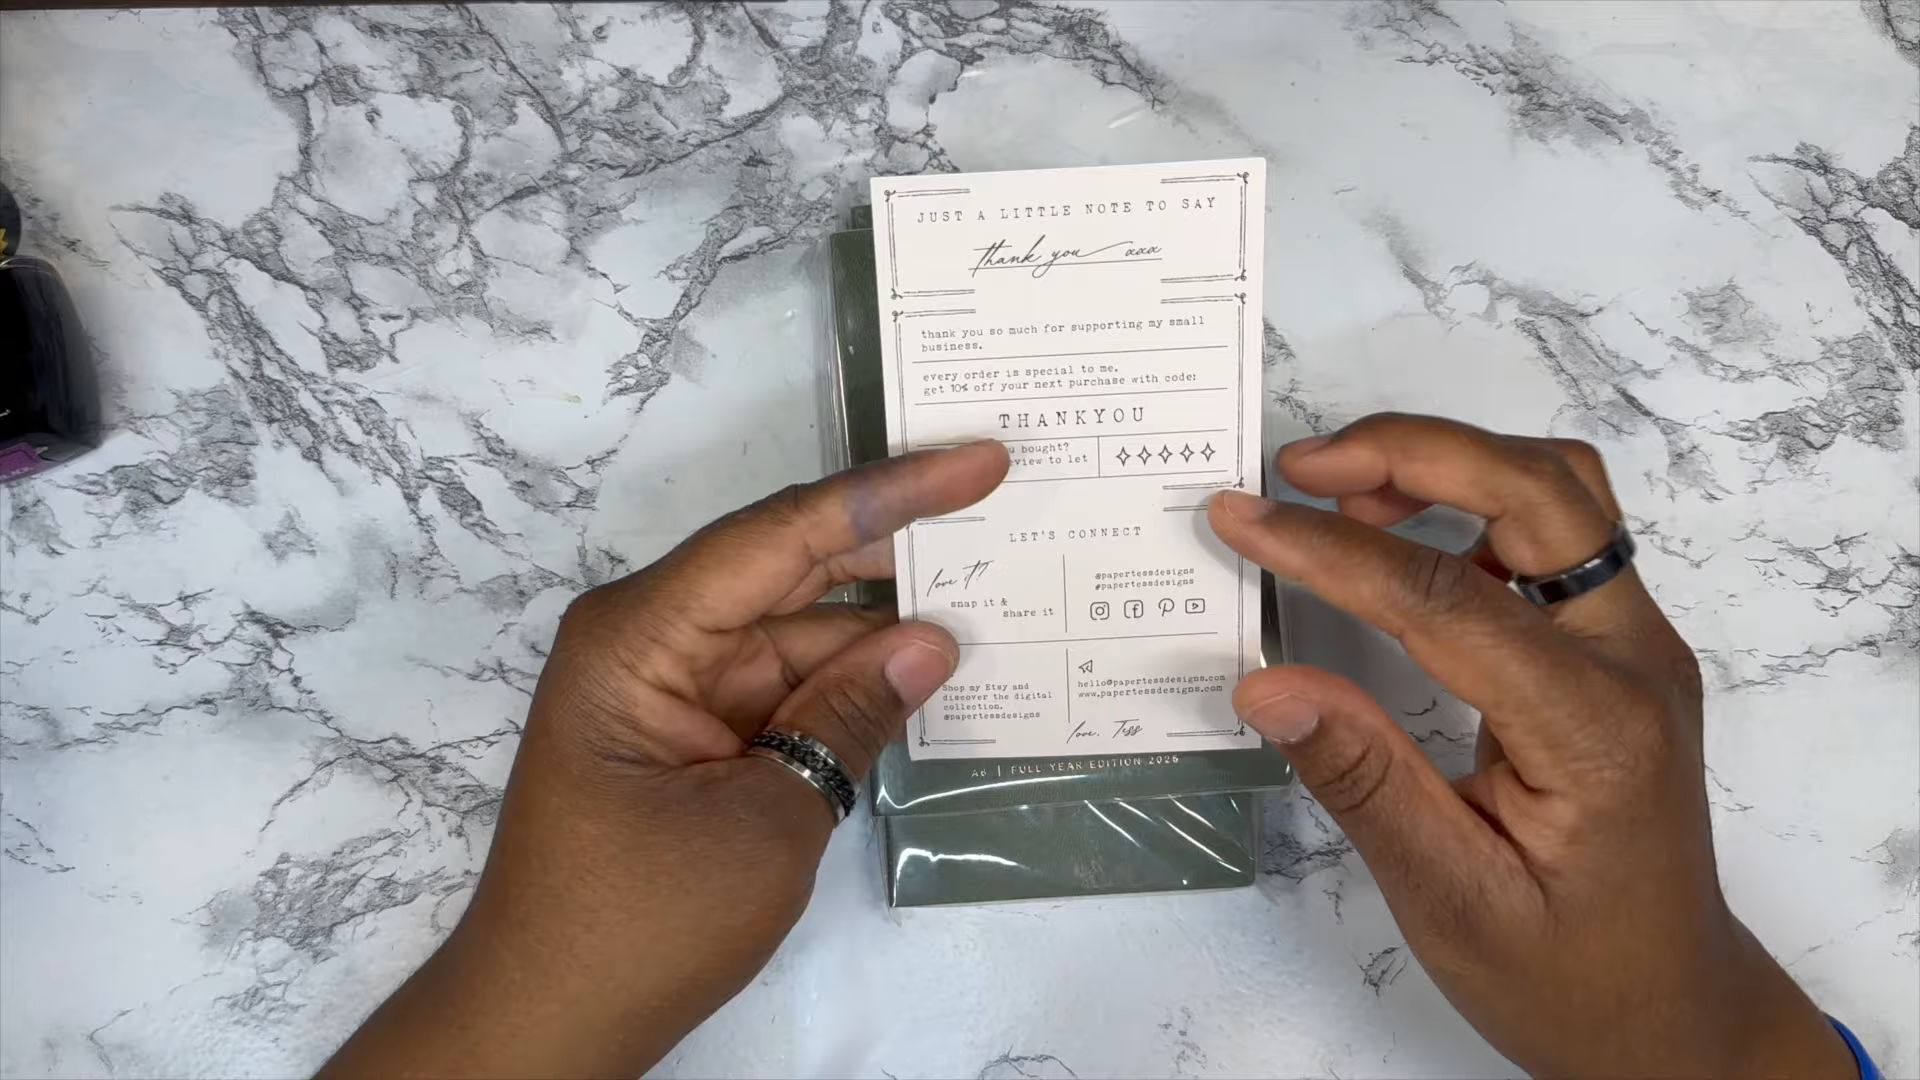 JUST A LITTLE NOTE TO SAY
thank you xxx
thank you so much for supporting my small
business.
every order is special to me.
get 10% off your next purchase with code:
THANKYOU
bought?
to let
LET'S CONNECT
love it?
snap it &
share it
@papertessdesigns
#papertessdesigns
Shop my Etsy and
discover the digital
collection.
@papertessdesigns
hello@papertessdesigns.com
www.papertessdesigns.com
love, Tess
A6 | FULL YEAR EDITION 2026